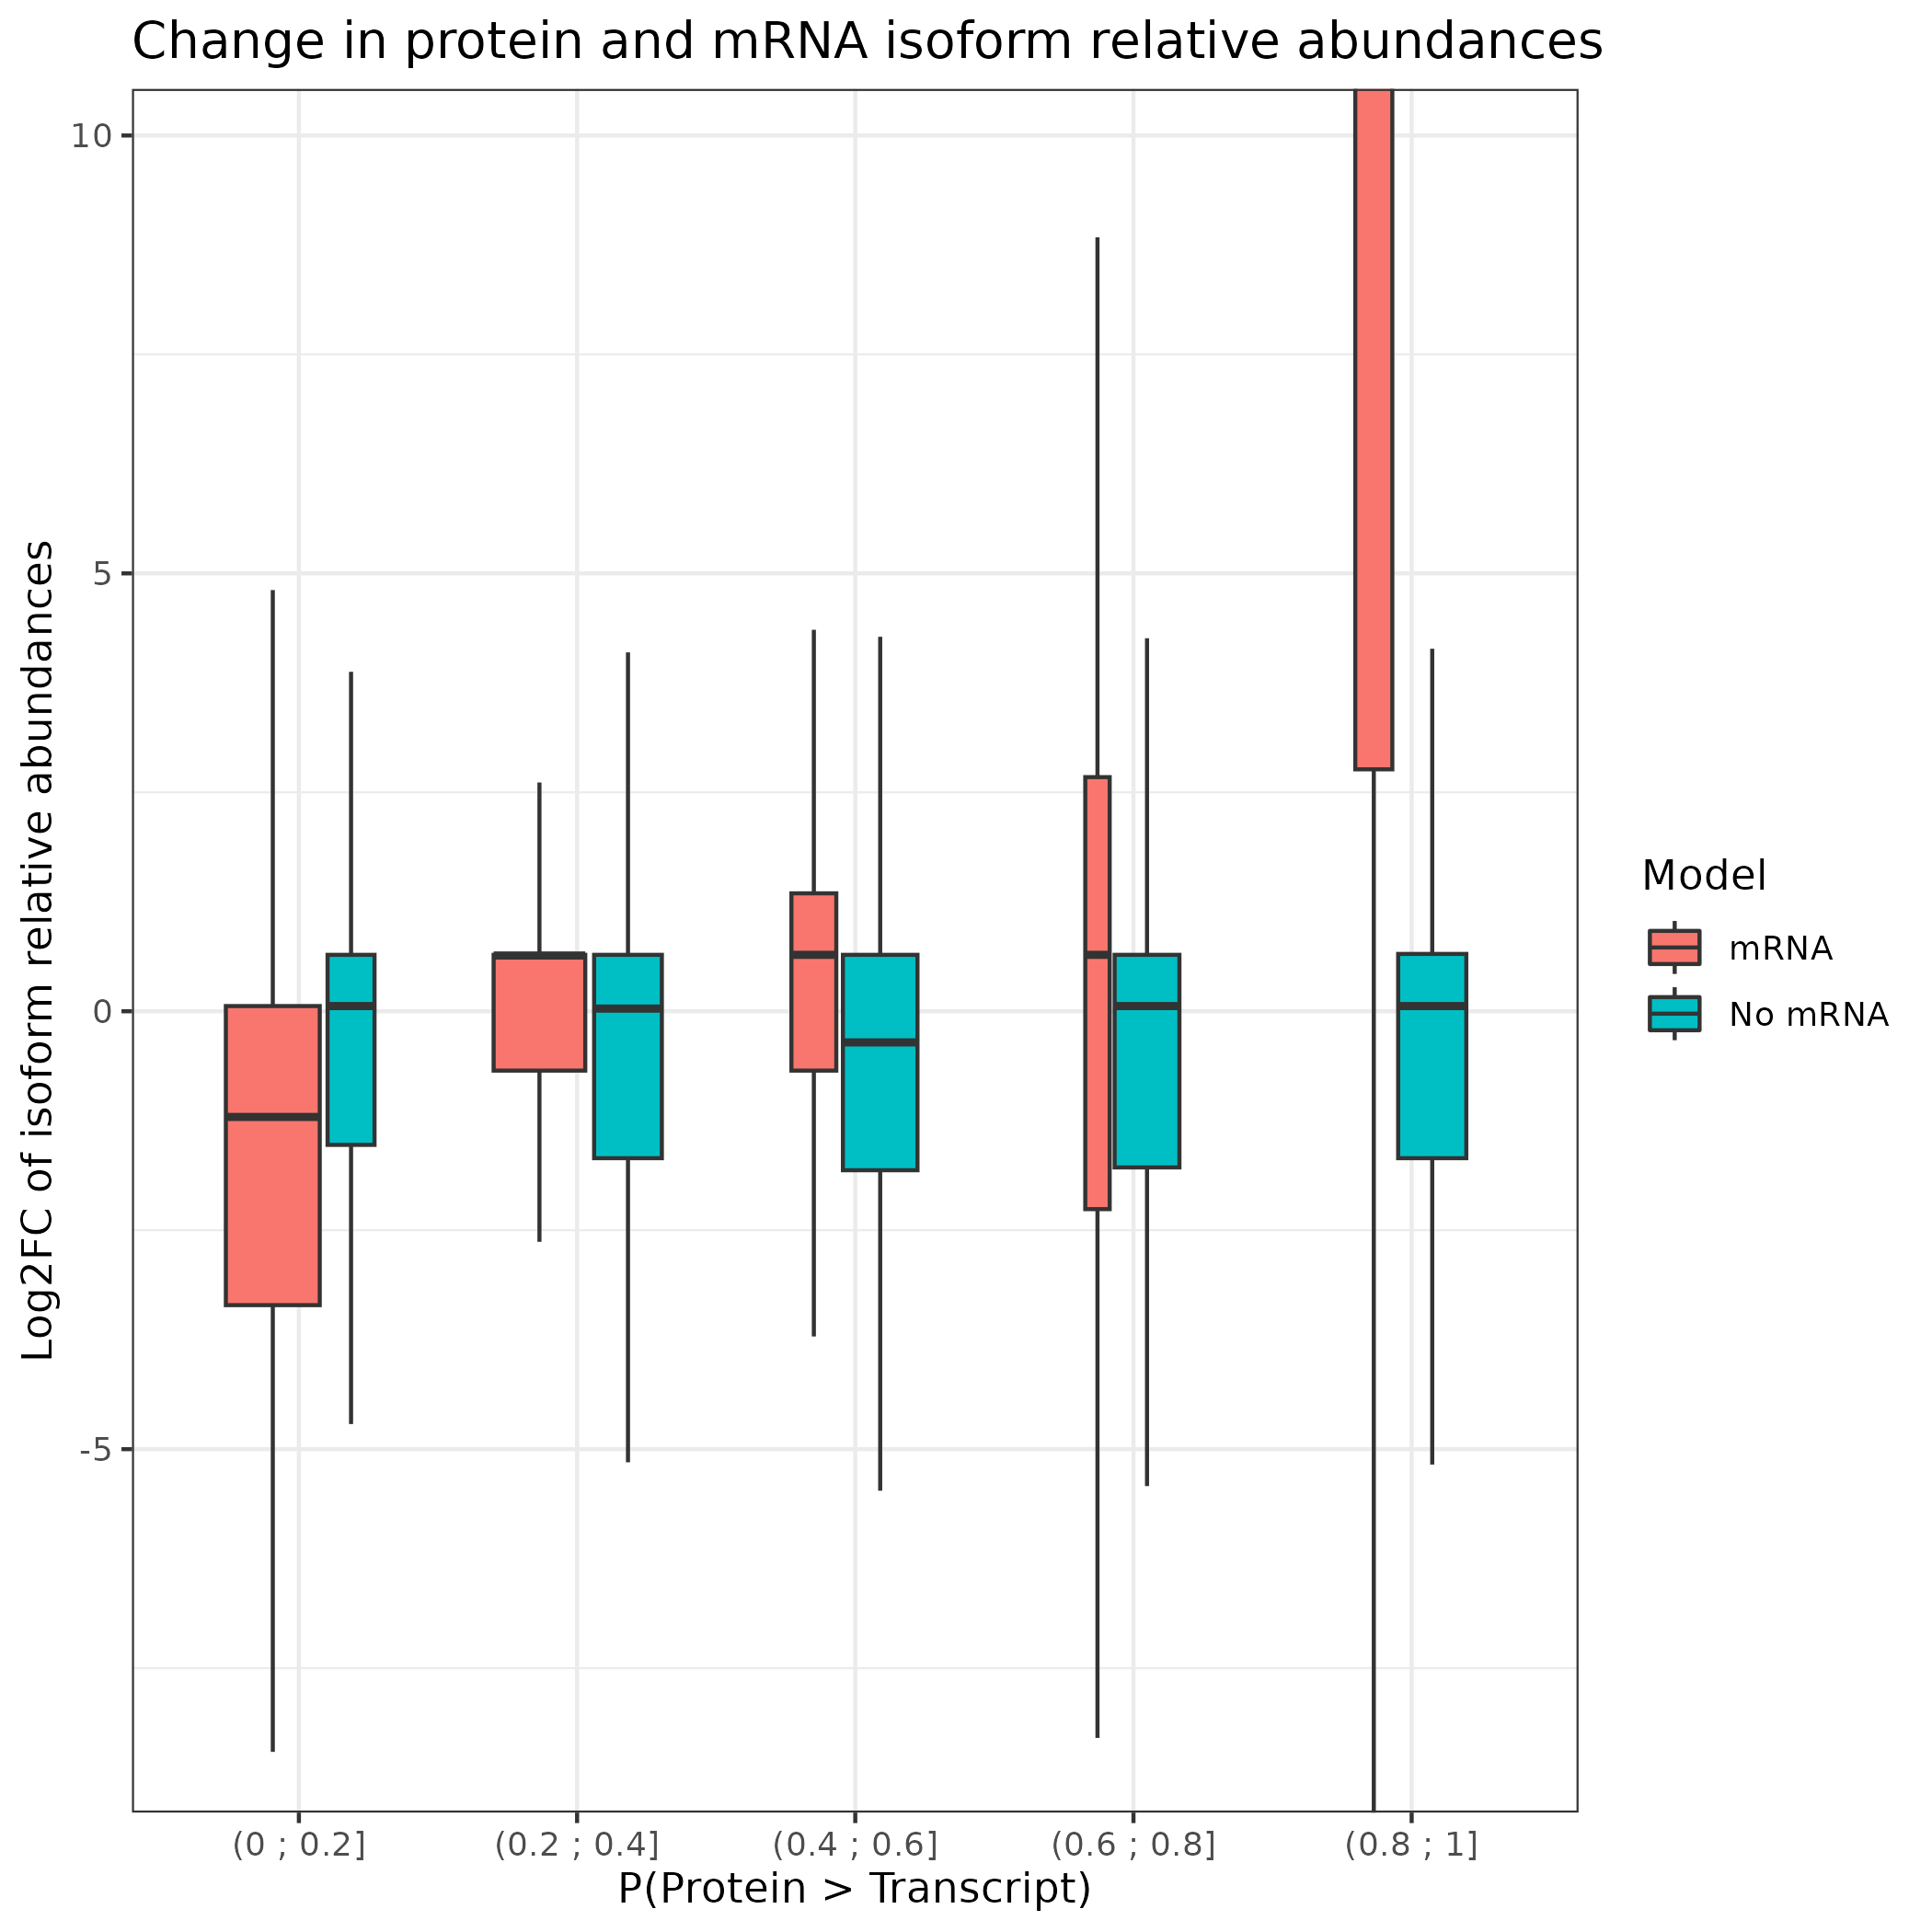 Change in protein and mRNA isoform relative abundances
Log2FC of isoform relative abundances
10
5
0
-5
(0 ; 0.2]
(0.2 ; 0.4]
(0.4 ; 0.6]
(0.6 ; 0.8]
(0.8 ; 1]
P(Protein > Transcript)
Model
mRNA
No mRNA